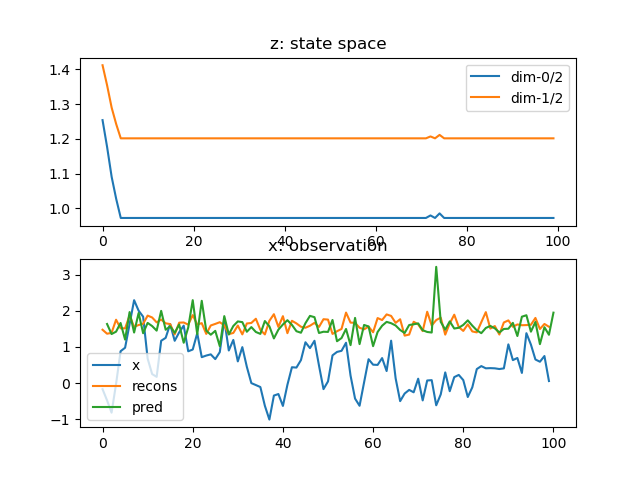 z: state space
1.4
1.3
1.2
1.1
1.0
dim-0/2
dim-1/2
0 20 40 60 80 100
x: observation
3
2
1
0
−1
x
recons
pred
0 20 40 60 80 100